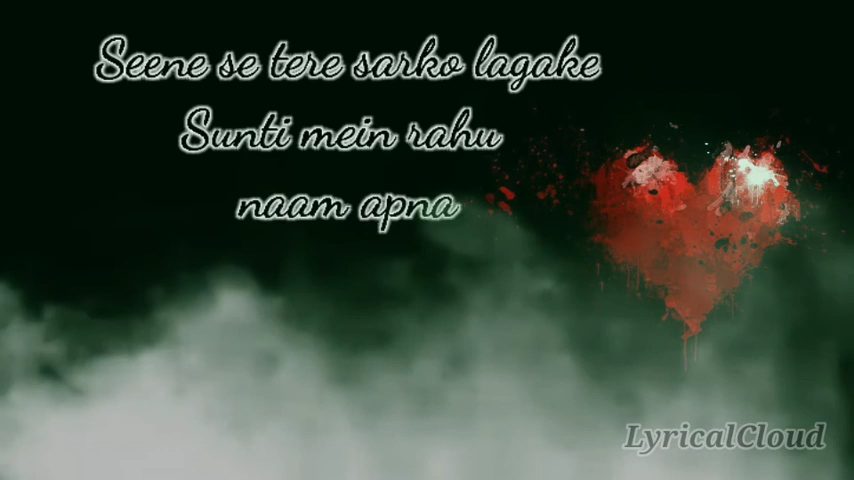 Seene se tere sarko lagake
Sunti mein rahu
naam apna
LyricalCloud